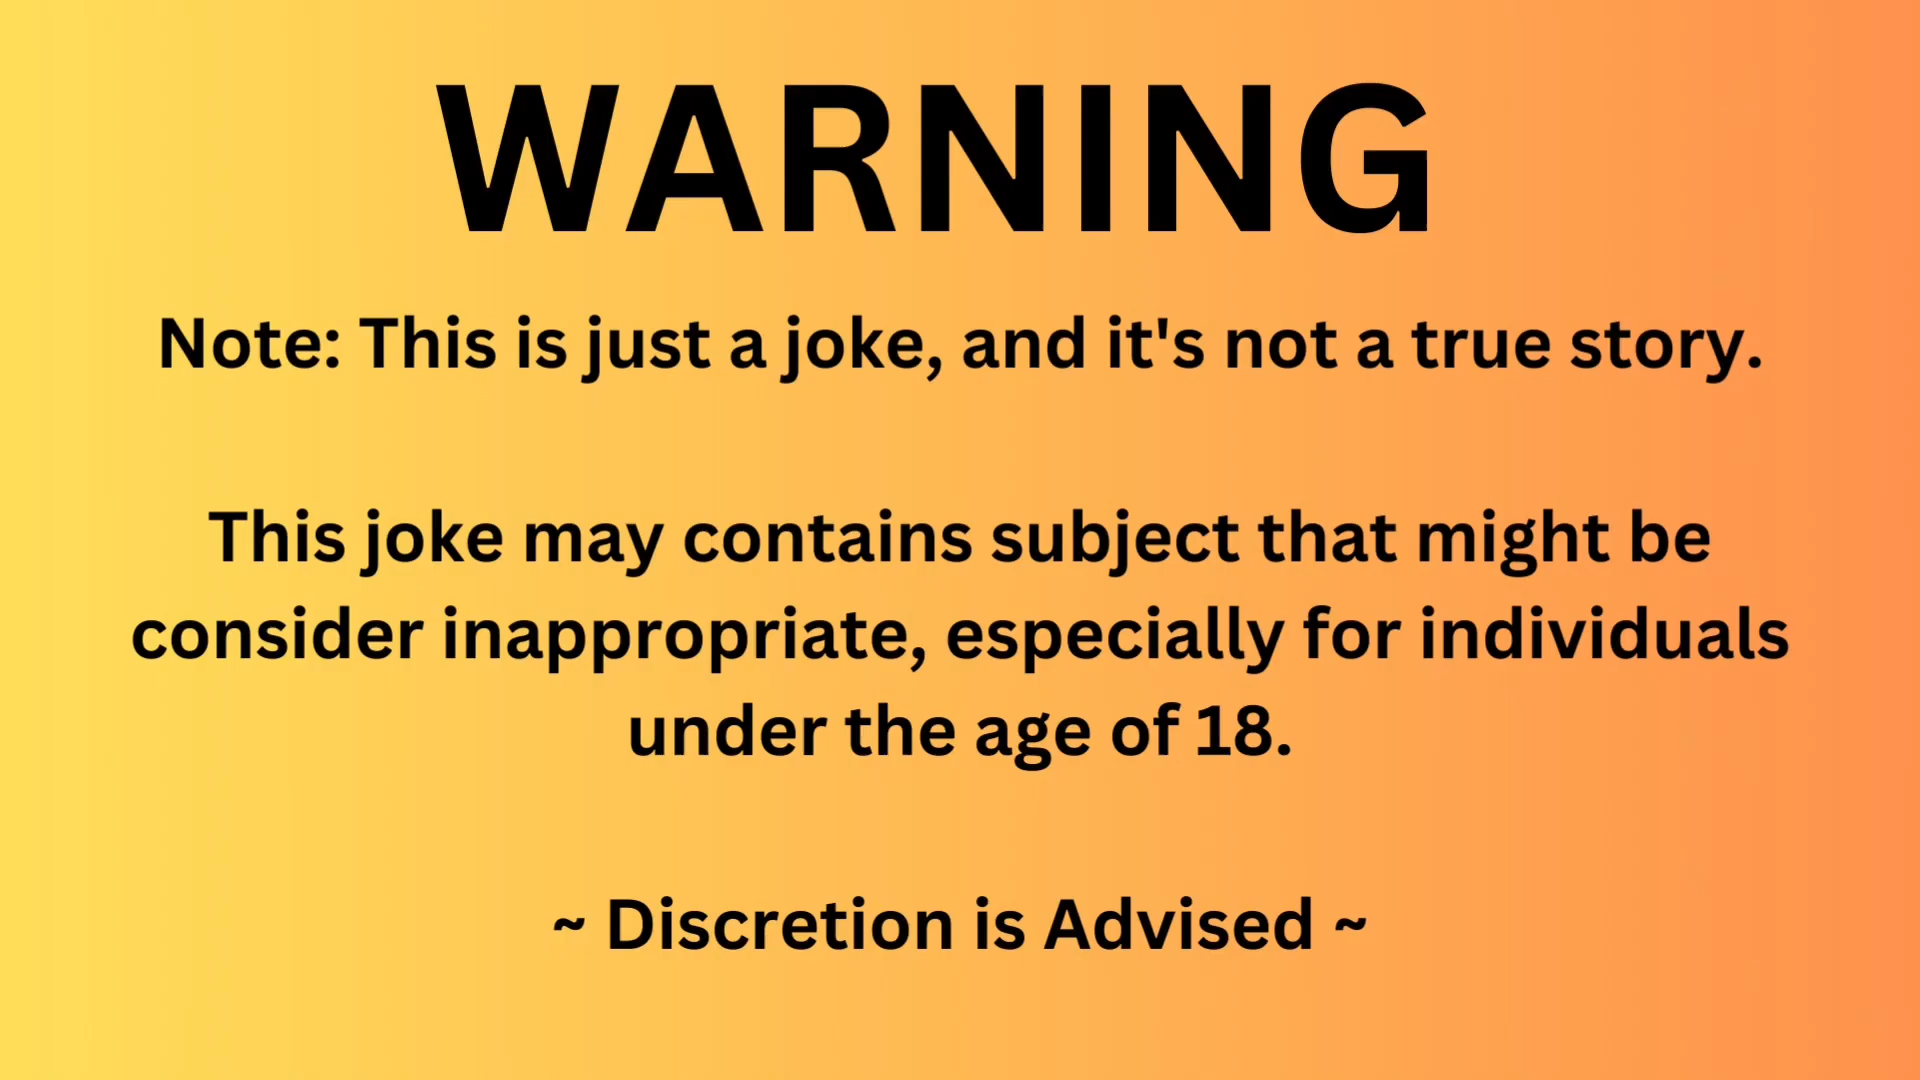 WARNING
Note: This is just a joke, and it's not a true story.
This joke may contains subject that might be
consider inappropriate, especially for individuals
under the age of 18.
~ Discretion is Advised ~